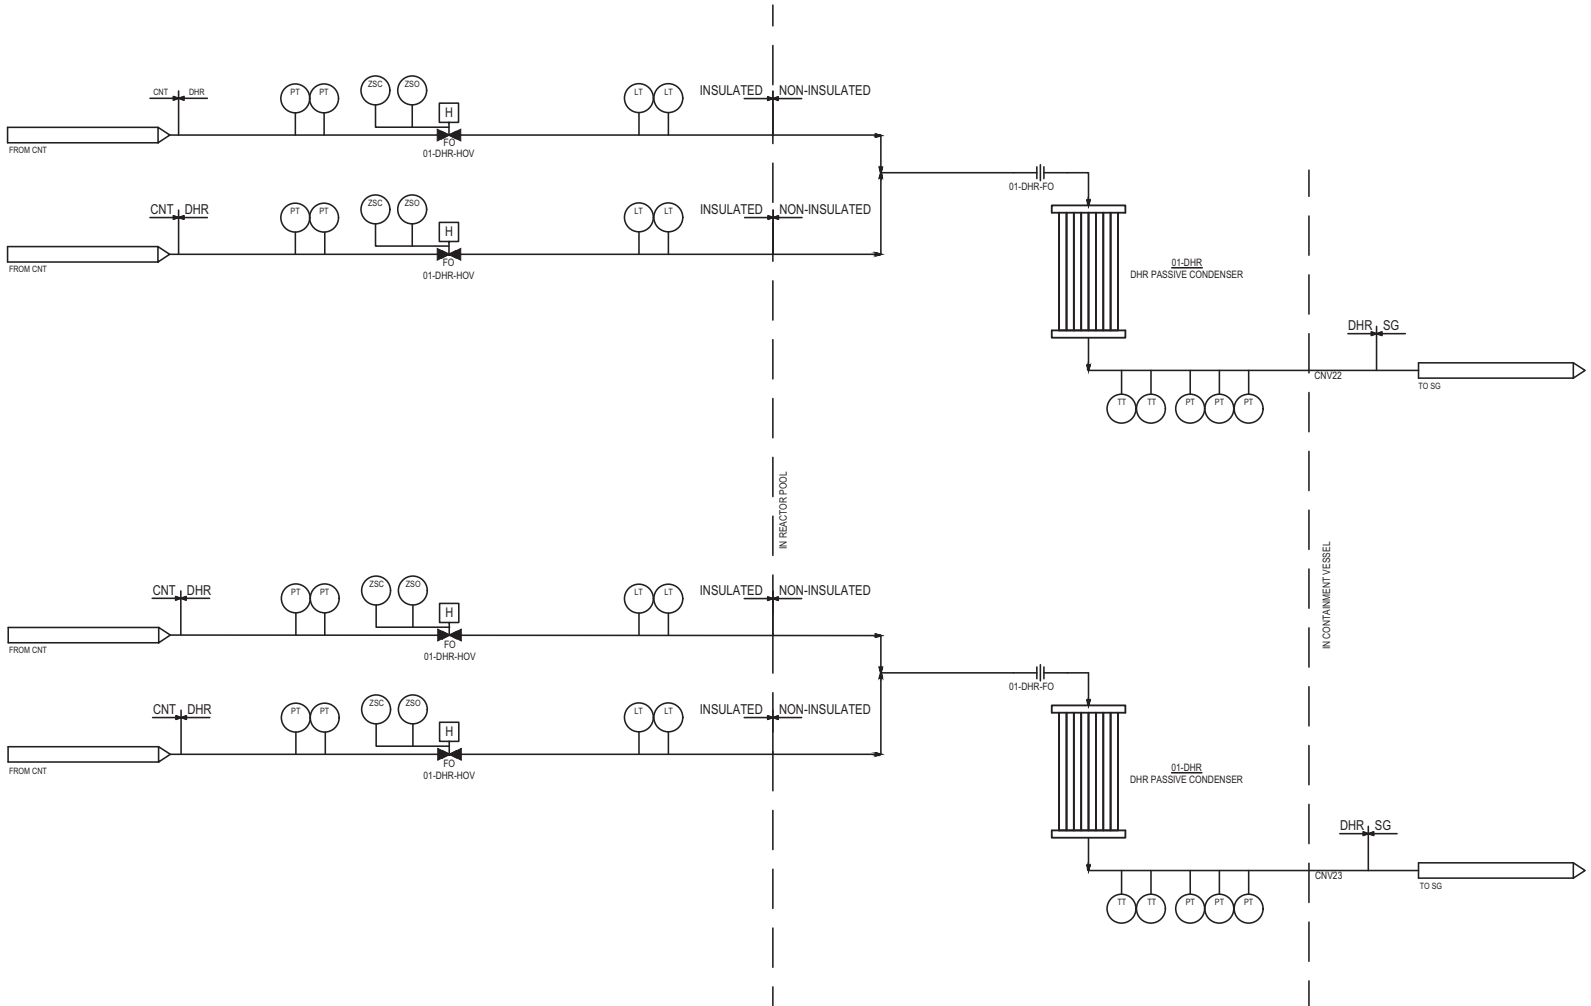 CNT DHR
PT PT
ZSC ZSO
H
LT LT
INSULATED NON-INSULATED
FROM CNT
FO
01-DHR-HOV
01-DHR-FO
CNT DHR
PT PT
ZSC ZSO
H
LT LT
INSULATED NON-INSULATED
FROM CNT
FO
01-DHR-HOV
01-DHR
DHR PASSIVE CONDENSER
DHR SG
CNV22
TO SG
TT TT PT PT PT
IN REACTOR POOL
IN CONTAINMENT VESSEL
CNT DHR
PT PT
ZSC ZSO
H
LT LT
INSULATED NON-INSULATED
FROM CNT
FO
01-DHR-HOV
01-DHR-FO
CNT DHR
PT PT
ZSC ZSO
H
LT LT
INSULATED NON-INSULATED
FROM CNT
FO
01-DHR-HOV
01-DHR
DHR PASSIVE CONDENSER
DHR SG
CNV23
TO SG
TT TT PT PT PT